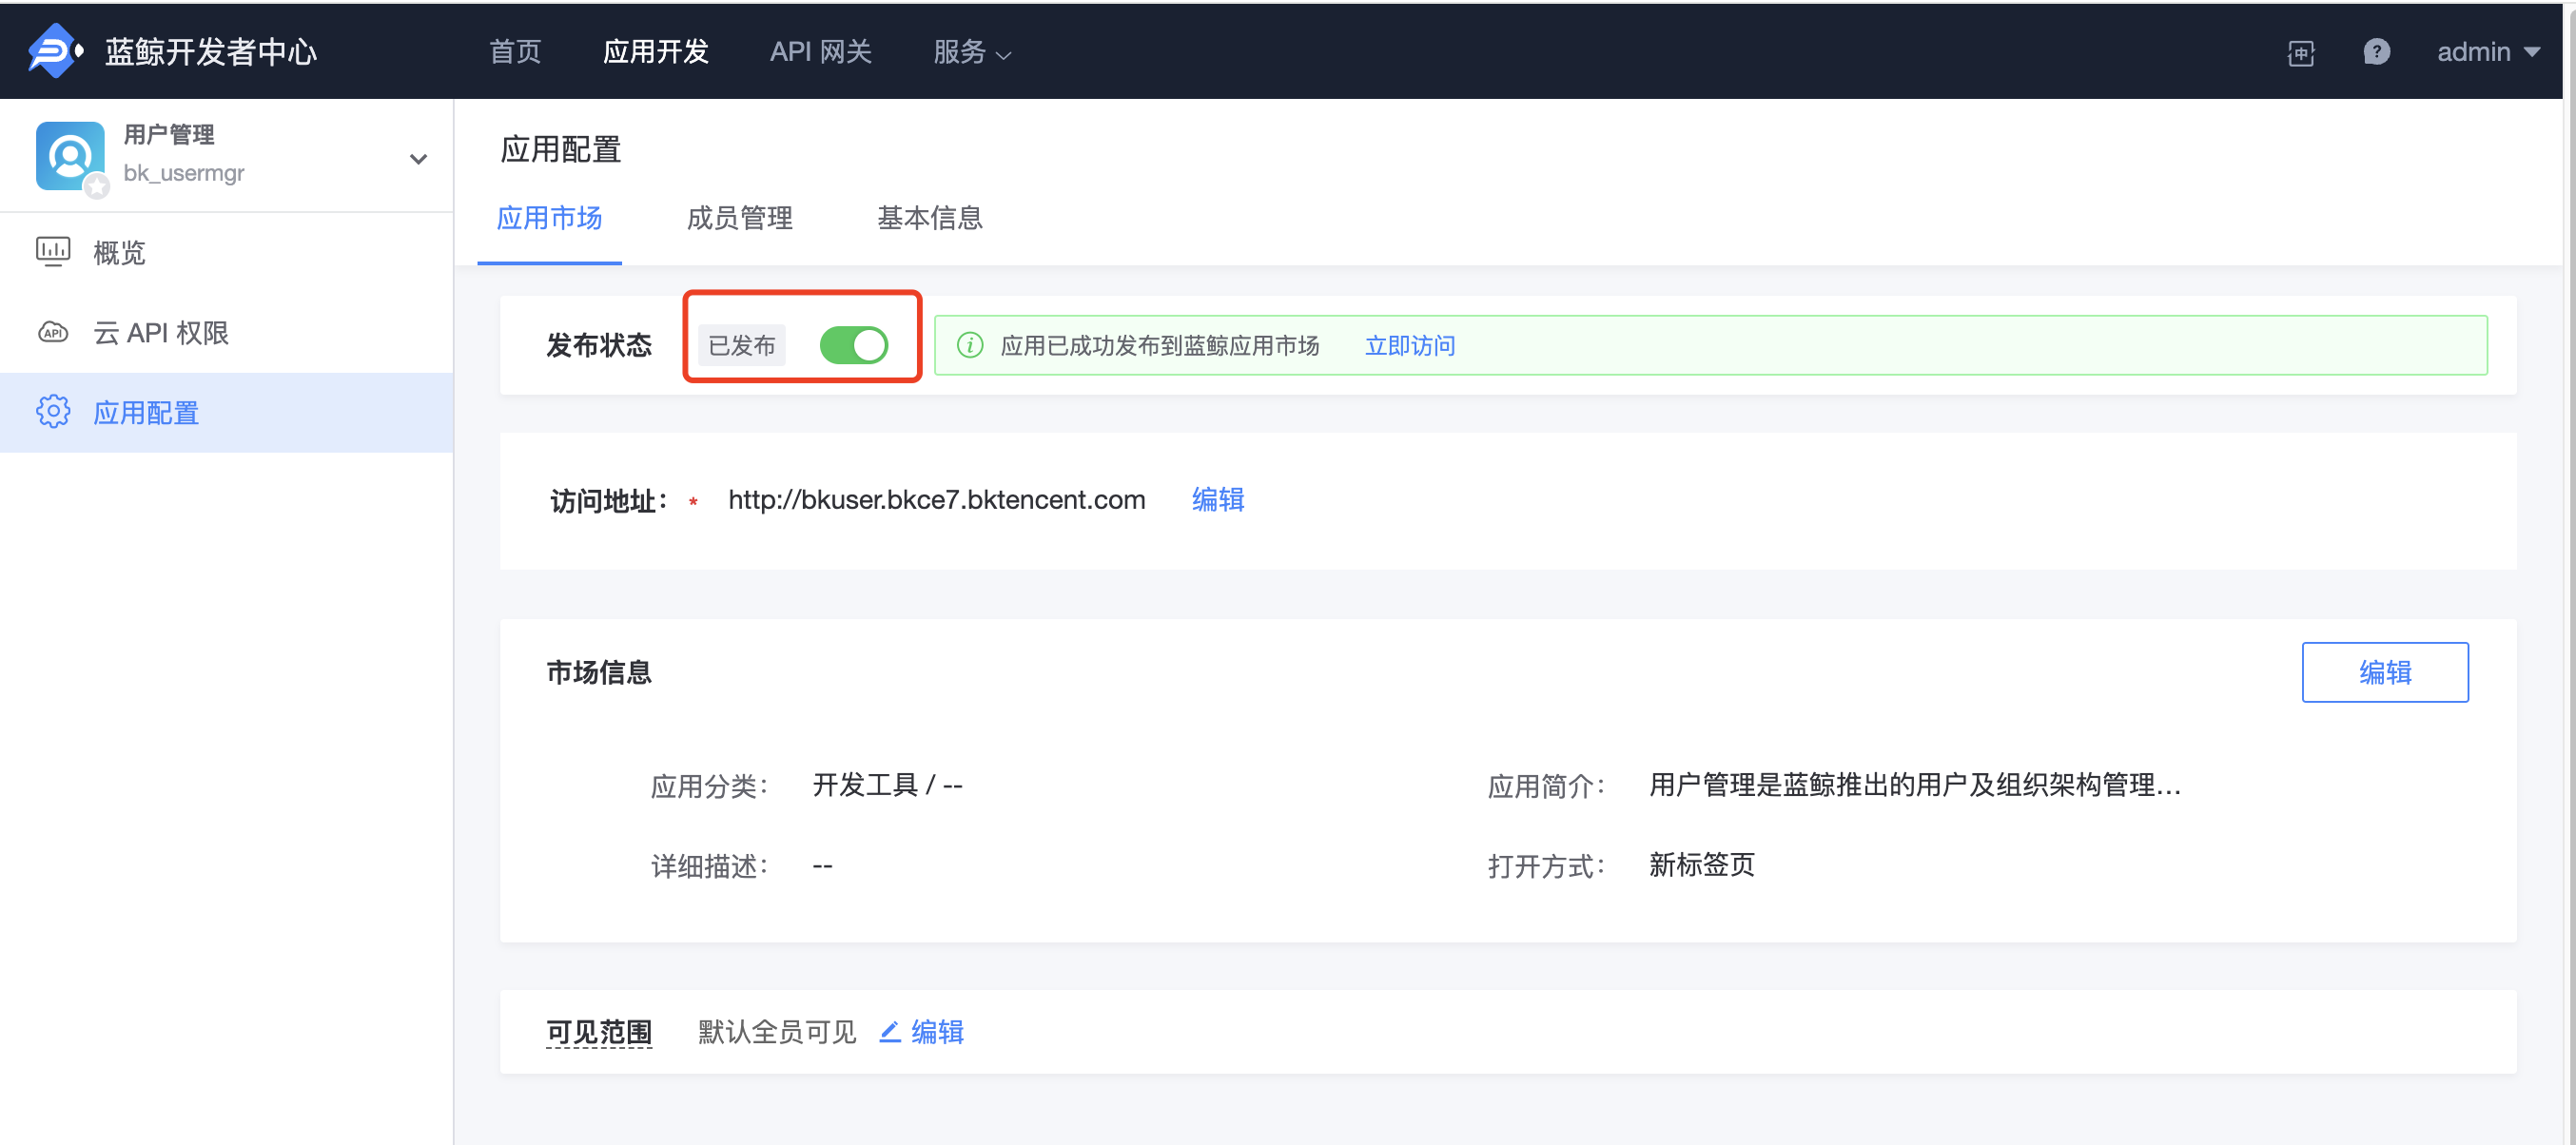 蓝鲸开发者中心
首页
应用开发
API 网关
服务
中
?
admin
用户管理
bk_usermgr
概览
API
云 API 权限
应用配置
应用配置
应用市场
成员管理
基本信息
发布状态
已发布
应用已成功发布到蓝鲸应用市场
立即访问
访问地址： * http://bkuser.bkce7.bktencent.com 编辑
市场信息
编辑
应用分类： 开发工具 / --
应用简介： 用户管理是蓝鲸推出的用户及组织架构管理...
详细描述： --
打开方式： 新标签页
可见范围 默认全员可见 编辑